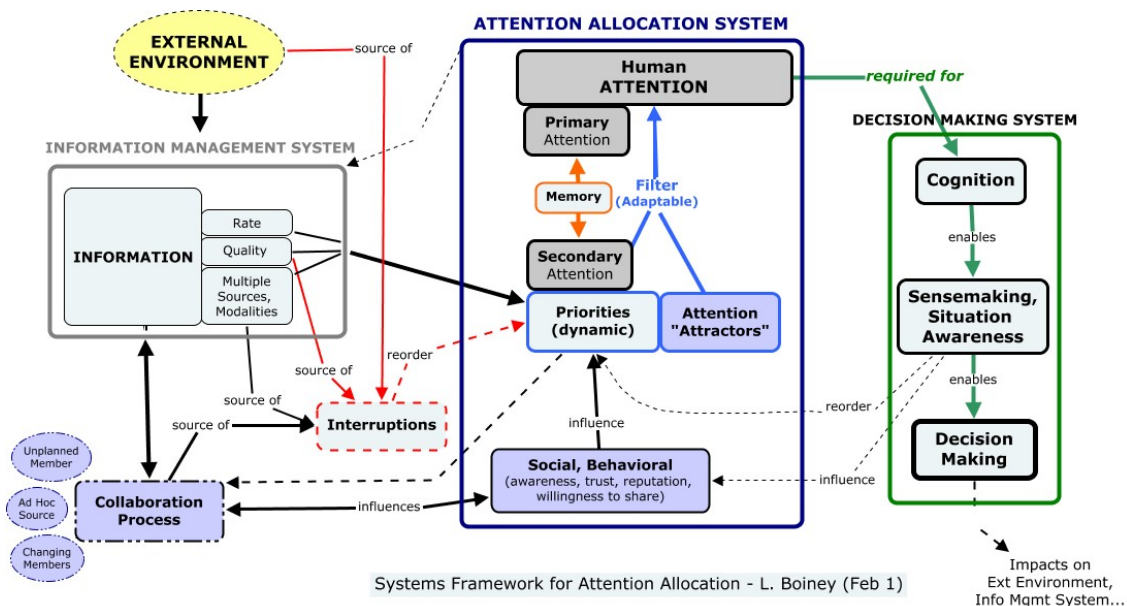 ATTENTION ALLOCATION SYSTEM
EXTERNAL
ENVIRONMENT
source of
Human
ATTENTION
required for
Primary
Attention
DECISION MAKING SYSTEM
INFORMATION MANAGEMENT SYSTEM
Cognition
Memory
Filter
(Adaptable)
Rate
INFORMATION
Quality
enables
Secondary
Attention
Multiple
Sources,
Modalities
Priorities
(dynamic)
Attention
"Attractors"
Sensemaking,
Situation
Awareness
reorder
source of
enables
source of
reorder
source of
Interruptions
influence
Decision
Making
Unplanned
Member
Social, Behavioral
(awareness, trust, reputation,
willingness to share)
influence
Ad Hoc
Source
Collaboration
Process
influences
Changing
Members
Impacts on
Ext Environment,
Info Mgmt System...
Systems Framework for Attention Allocation - L. Boiney (Feb 1)